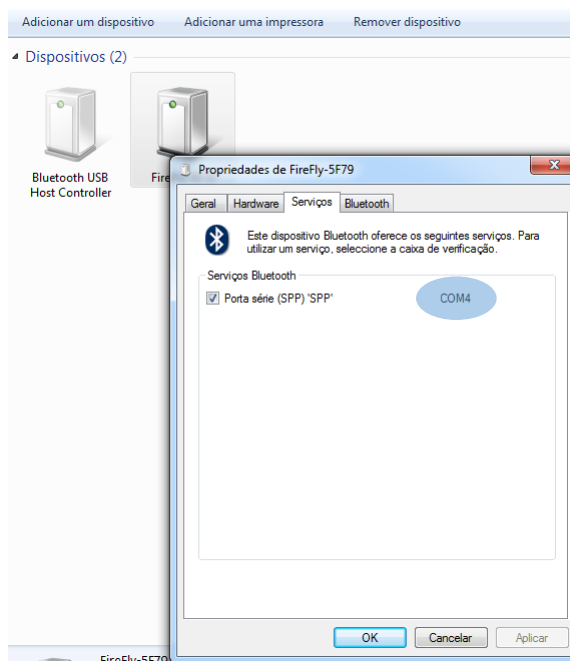 Adicionar um dispositivo Adicionar uma impressora Remover dispositivo
Dispositivos (2)
Bluetooth USB
Host Controller
Fire
Propriedades de FireFly-5F79
Geral Hardware Serviços Bluetooth
Este dispositivo Bluetooth oferece os seguintes serviços. Para
utilizar um serviço, seleccione a caixa de verificação.
Serviços Bluetooth
Porta série (SPP) 'SPP' COM4
OK Cancelar Aplicar
FireFly-5F79